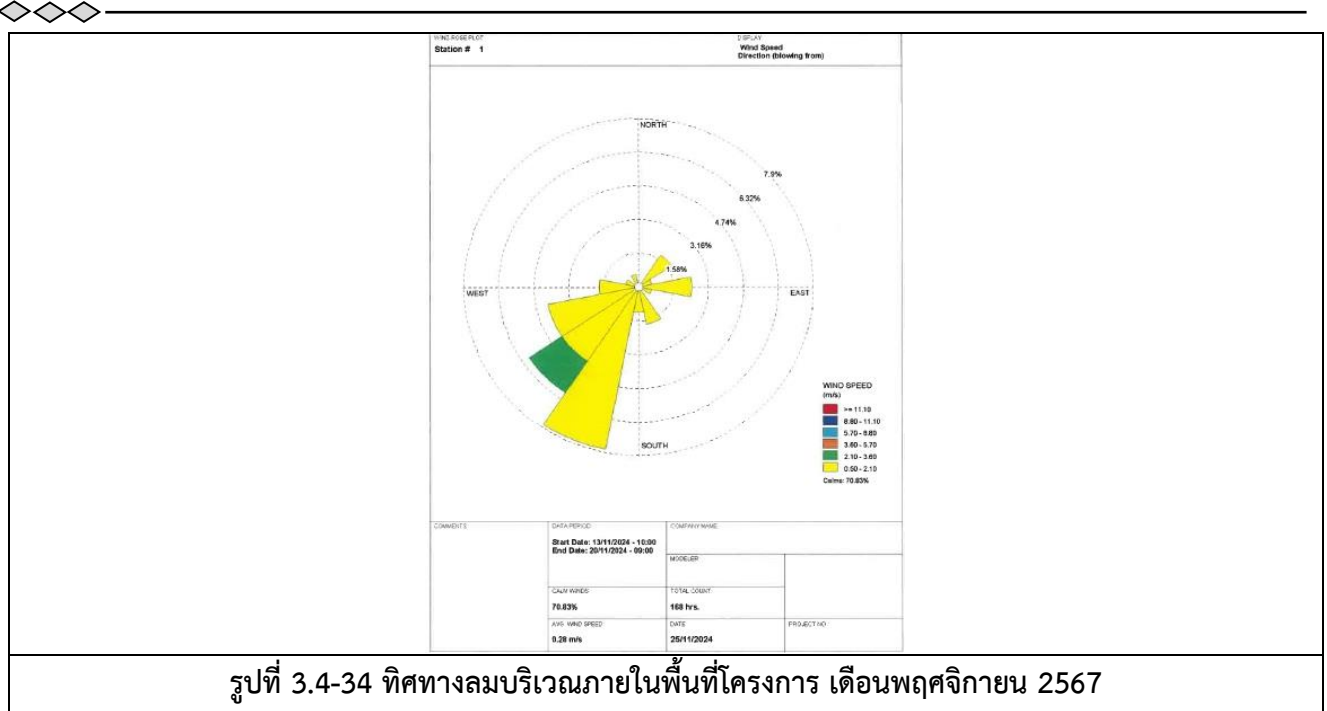 WIND ROSE PLOT
Station # 1
DISPLAY
Wind Speed
Direction (blowing from)
NORTH
7.9%
6.32%
4.74%
3.16%
1.58%
WEST
EAST
SOUTH
WIND SPEED
(m/s)
>= 11.10
8.80 - 11.10
5.70 - 8.80
3.60 - 5.70
2.10 - 3.60
0.50 - 2.10
Calms: 70.83%
COMMENTS
DATA PERIOD
Start Date: 13/11/2024 - 10:00
End Date: 20/11/2024 - 09:00
COMPANY NAME
MODELER
CALM WINDS
70.83%
TOTAL COUNT
168 hrs.
AVG. WIND SPEED
0.28 m/s
DATE
25/11/2024
PROJECT NO
รูปที่ 3.4-34 ทิศทางลมบริเวณภายในพื้นที่โครงการ เดือนพฤศจิกายน 2567